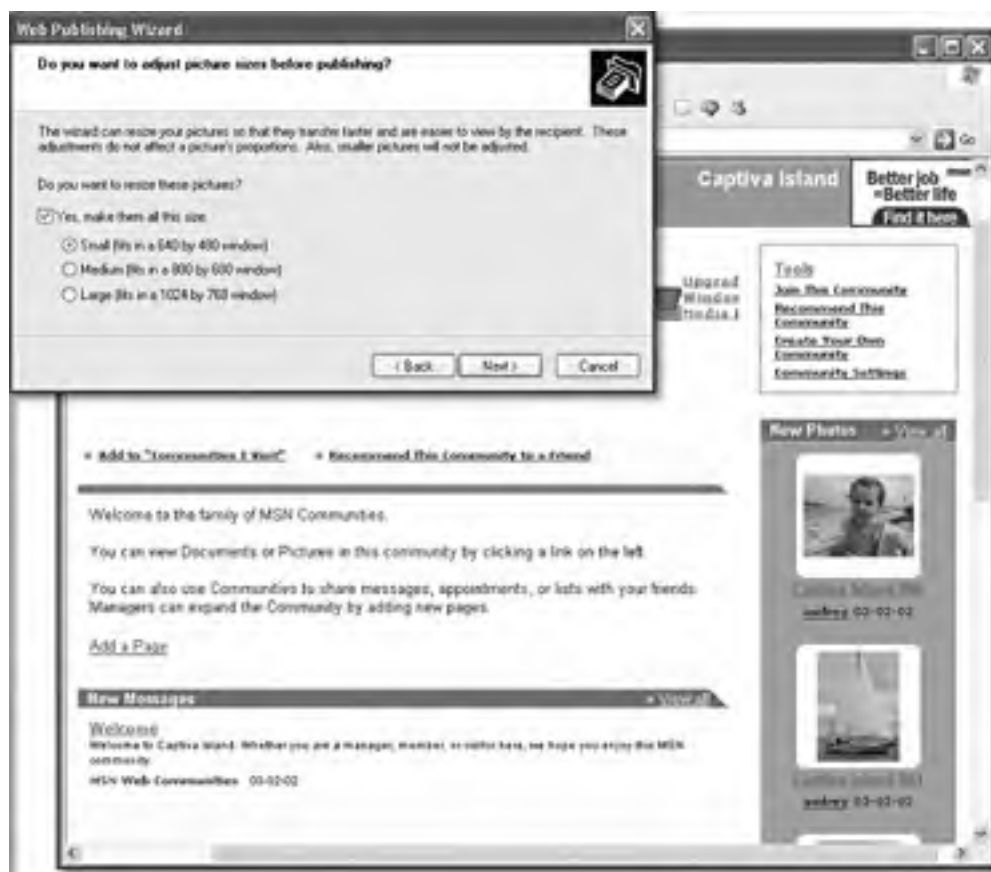 Web Publishing Wizard
Do you want to adjust picture sizes before publishing?
The wizard can resize your pictures so that they transfer faster and are easier to view by the recipient. These
adjustments do not affect a picture's proportions. Also, smaller pictures will not be adjusted.
Do you want to resize these pictures?
Yes, make them all this size:
Small (fits in a 640 by 480 window)
Medium (fits in a 800 by 600 window)
Large (fits in a 1024 by 768 window)
< Back
Next >
Cancel
Go
Captiva Island
Better job
=Better life
Find it here
Upgrad
Window
Media
Tools
Join This Community
Recommend This
Community
Create Your Own
Community
Community Settings
Add to "Communities I Visit"
Recommend This Community to a Friend
Welcome to the family of MSN Communities.
You can view Documents or Pictures in this community by clicking a link on the left.
You can also use Communities to share messages, appointments, or lists with your friends.
Managers can expand the Community by adding new pages.
Add a Page
New Messages
View all
Welcome
Welcome to Captiva Island. Whether you are a manager, member, or visitor here, we hope you enjoy this MSN
community.
MSN Web Communities 03-02-02
New Photos
View all
Captiva Island
audrey 03-02-02
Captiva Island
audrey 03-02-02